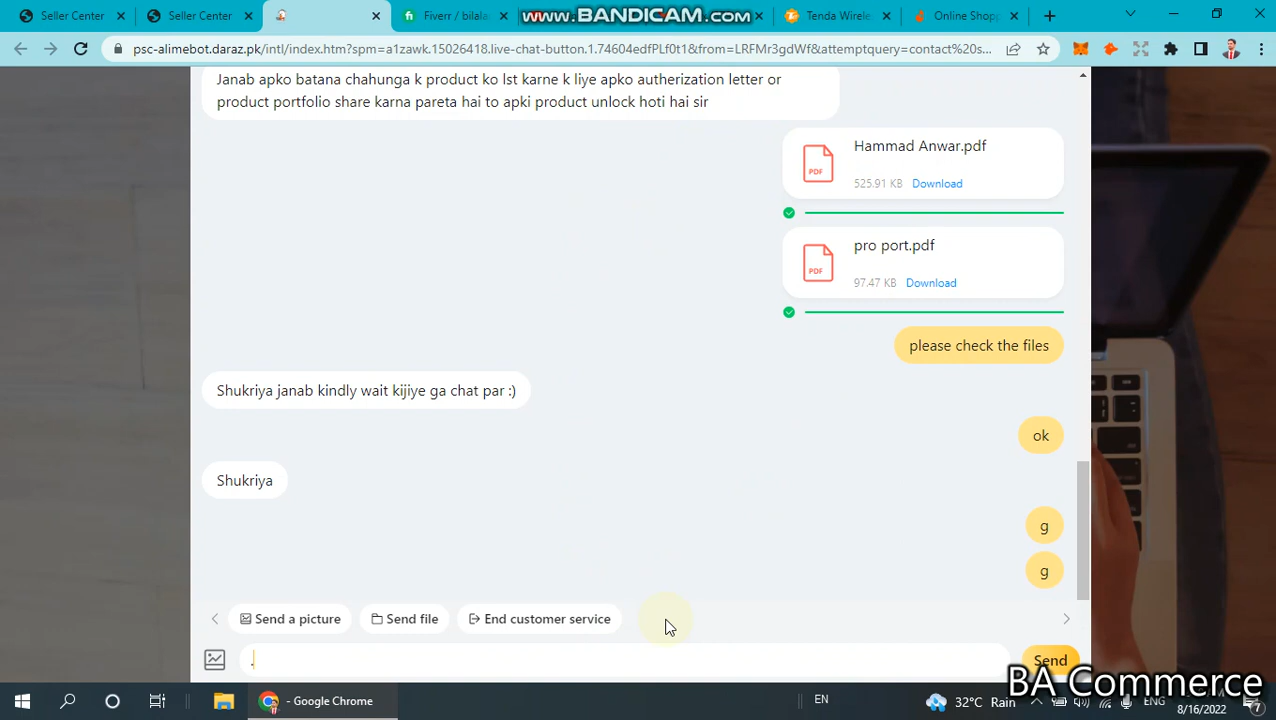 Seller Center
Seller Center
Fiverr / bilala
WWW.BANDICAM.COM
Tenda Wirele
Online Shopp
psc-alimebot.daraz.pk/intl/index.htm?spm=a1zawk.15026418.live-chat-button.1.74604edfPLf0t1&from=LRFMr3gdWf&attemptquery=contact%20s...
Janab apko batana chahunga k product ko lst karne k liye apko autherization letter or
product portfolio share karna pareta hai to apki product unlock hoti hai sir
Hammad Anwar.pdf
PDF
525.91 KB Download
pro port.pdf
PDF
97.47 KB Download
please check the files
Shukriya janab kindly wait kijiye ga chat par :)
ok
Shukriya
g
g
Send a picture
Send file
End customer service
.
Send
BA Commerce
- Google Chrome
EN
32°C Rain
ENG
8/16/2022
7